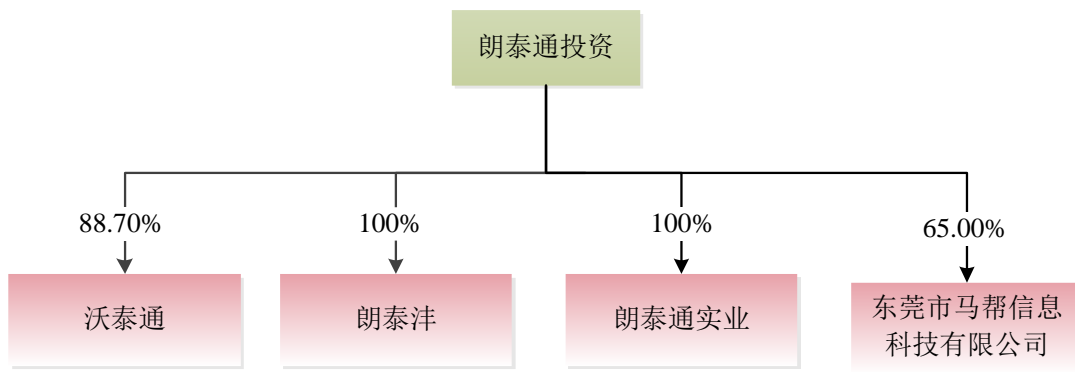 朗泰通投资
88.70%
100%
100%
65.00%
沃泰通
朗泰沣
朗泰通实业
东莞市马帮信息
科技有限公司